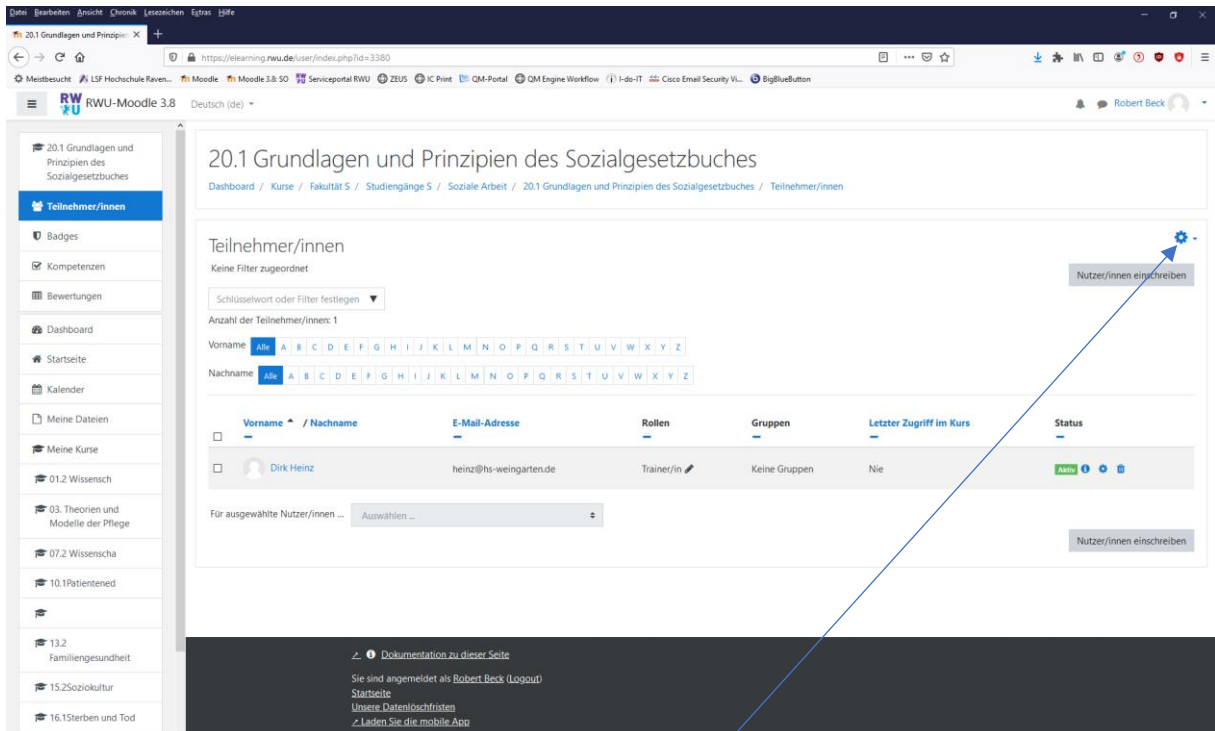 Datei Bearbeiten Ansicht Chronik Lesezeichen Extras Hilfe
20.1 Grundlagen und Prinzipien
https://elearning.rwu.de/user/index.php?id=3380
Meistbesucht LSF Hochschule Raven... Moodle Moodle 3.8: SO Serviceportal RWU ZEUS IC Print QM-Portal QM Engine Workflow I-do-IT Cisco Email Security Vi... BigBlueButton
RW U RWU-Moodle 3.8 Deutsch (de) Robert Beck
20.1 Grundlagen und
Prinzipien des
Sozialgesetzbuches
Teilnehmer/innen
Badges
Kompetenzen
Bewertungen
Dashboard
Startseite
Kalender
Meine Dateien
Meine Kurse
01.2 Wissensch
03. Theorien und
Modelle der Pflege
07.2 Wissenscha
10.1Patientened
13.2
Familiengesundheit
15.2Soziokultur
16.1Sterben und Tod
20.1 Grundlagen und Prinzipien des Sozialgesetzbuches
Dashboard / Kurse / Fakultät S / Studiengänge S / Soziale Arbeit / 20.1 Grundlagen und Prinzipien des Sozialgesetzbuches / Teilnehmer/innen
Teilnehmer/innen
Keine Filter zugeordnet
Nutzer/innen einschreiben
Schlüsselwort oder Filter festlegen ▼
Anzahl der Teilnehmer/innen: 1
Vorname Alle A B C D E F G H I J K L M N O P Q R S T U V W X Y Z
Nachname Alle A B C D E F G H I J K L M N O P Q R S T U V W X Y Z
Vorname / Nachname E-Mail-Adresse Rollen Gruppen Letzter Zugriff im Kurs Status
Dirk Heinz heinz@hs-weingarten.de Trainer/in Keine Gruppen Nie Aktiv
Für ausgewählte Nutzer/innen ... Auswählen ...
Nutzer/innen einschreiben
Dokumentation zu dieser Seite
Sie sind angemeldet als Robert Beck (Logout)
Startseite
Unsere Datenlöschfristen
Laden Sie die mobile App